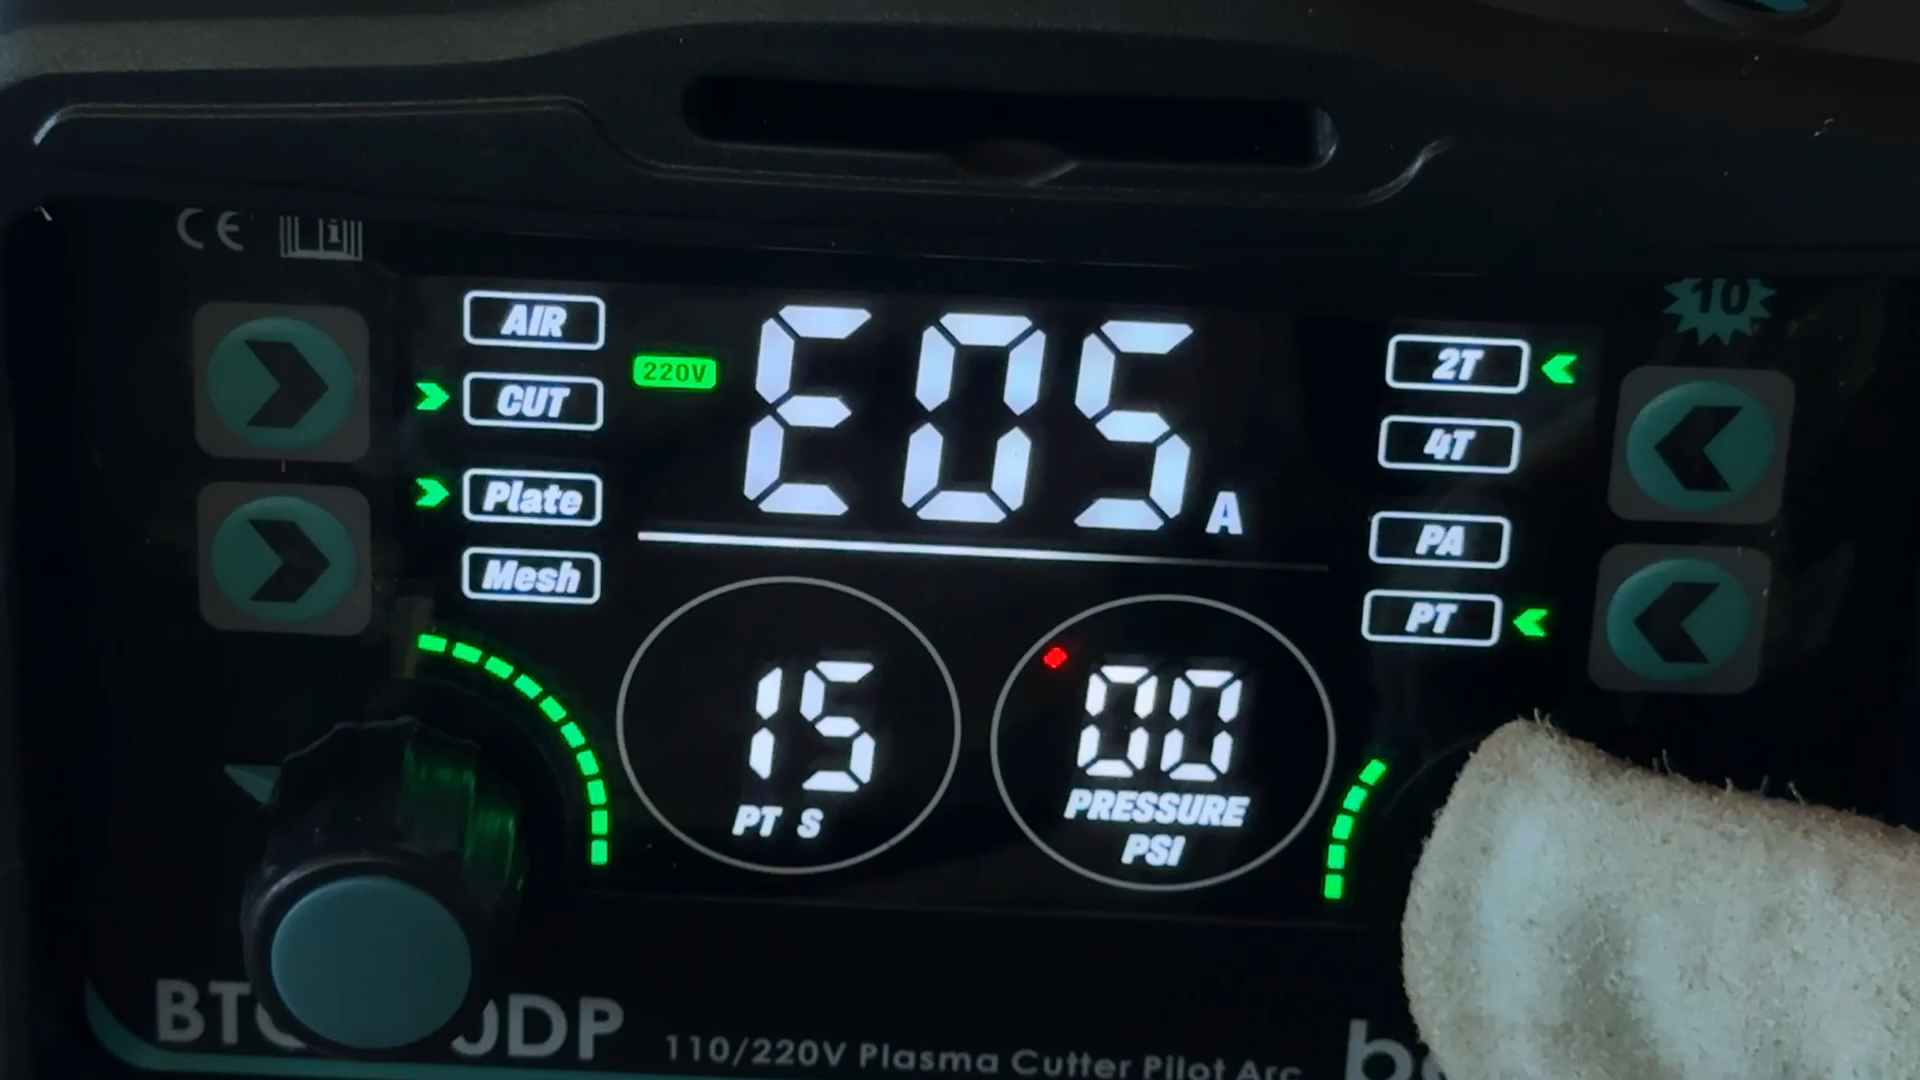 CE
10
AIR
CUT
220V
E05 A
2T
4T
Plate
Mesh
PA
PT
15
PT S
00
PRESSURE
PSI
110/220V Plasma Cutter Pilot Arc